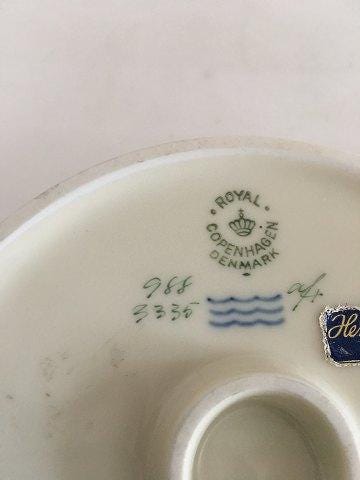 ROYAL
COPENHAGEN
DENMARK
988
3335